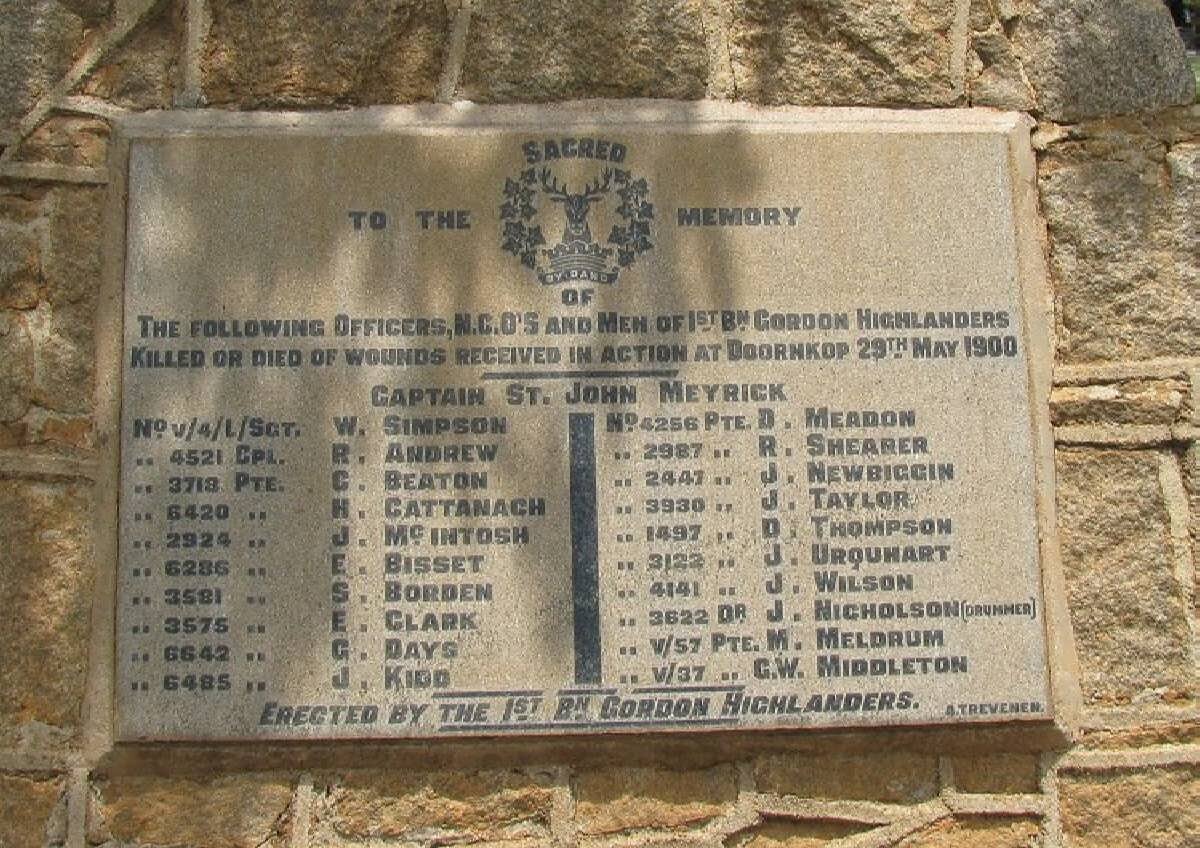 SACRED
TO THE MEMORY
BYDAND
OF
THE FOLLOWING OFFICERS, N.C.O'S AND MEN OF 1ST BN GORDON HIGHLANDERS
KILLED OR DIED OF WOUNDS RECEIVED IN ACTION AT DOORNKOP 29TH MAY 1900
CAPTAIN ST. JOHN MEYRICK
No V/4/L/SGT. W. SIMPSON
„ 4521 CPL. R. ANDREW
„ 3718 PTE. C. BEATON
„ 6420 „ H. CATTANACH
„ 2924 „ J. McINTOSH
„ 6286 „ E. BISSET
„ 3581 „ S. BORDEN
„ 3575 „ E. CLARK
„ 6642 „ G. DAYS
„ 6485 „ J. KIDD
No 4256 PTE. D. MEADON
„ 2987 „ R. SHEARER
„ 2447 „ J. NEWBIGGIN
„ 3930 „ J. TAYLOR
„ 1497 „ D. THOMPSON
„ 3122 „ J. URQUHART
„ 4141 „ J. WILSON
„ 3622 DR J. NICHOLSON (DRUMMER)
„ V/57 PTE. M. MELDRUM
„ V/37 „ G.W. MIDDLETON
ERECTED BY THE 1ST BN GORDON HIGHLANDERS.
A.TREVENEN.